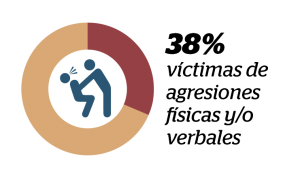 38%
víctimas de
agresiones
físicas y/o
verbales